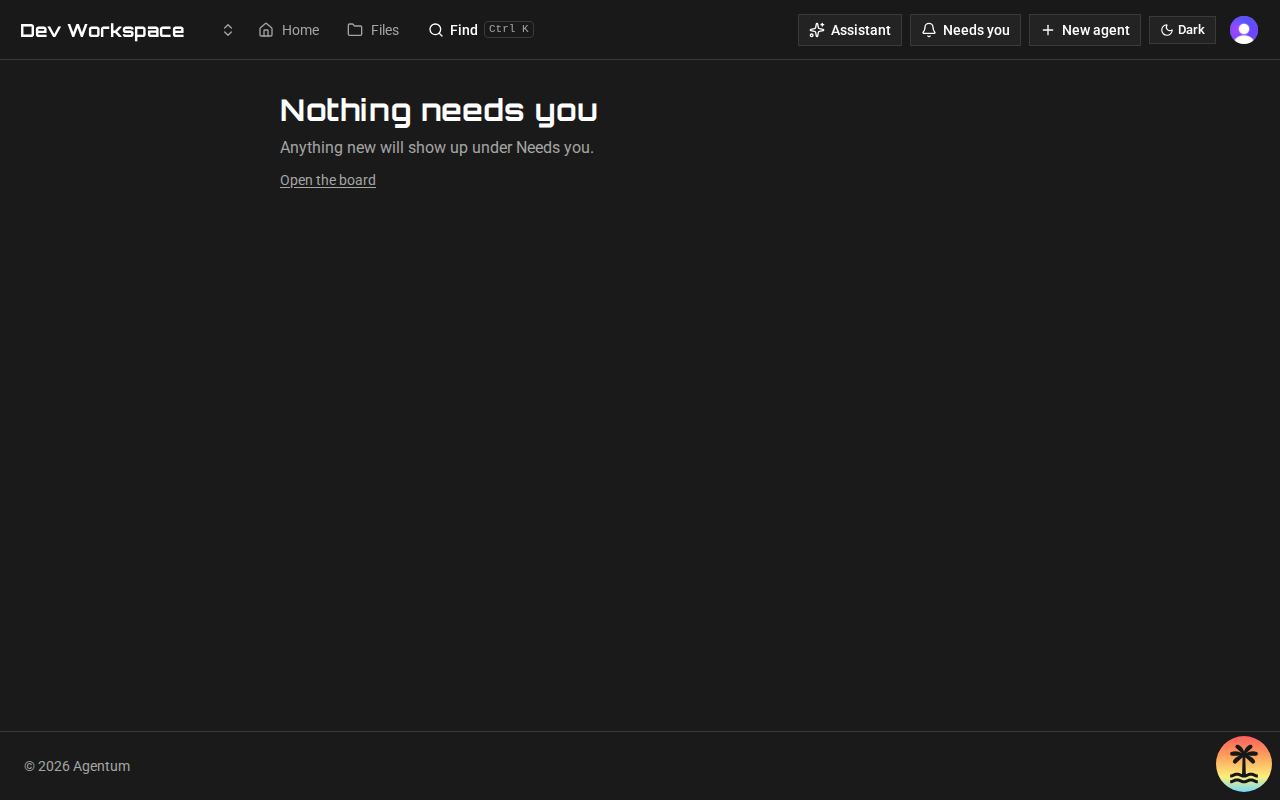 Dev Workspace
Home
Files
Find Ctrl K
Assistant
Needs you
New agent
Dark
Nothing needs you
Anything new will show up under Needs you.
Open the board
© 2026 Agentum